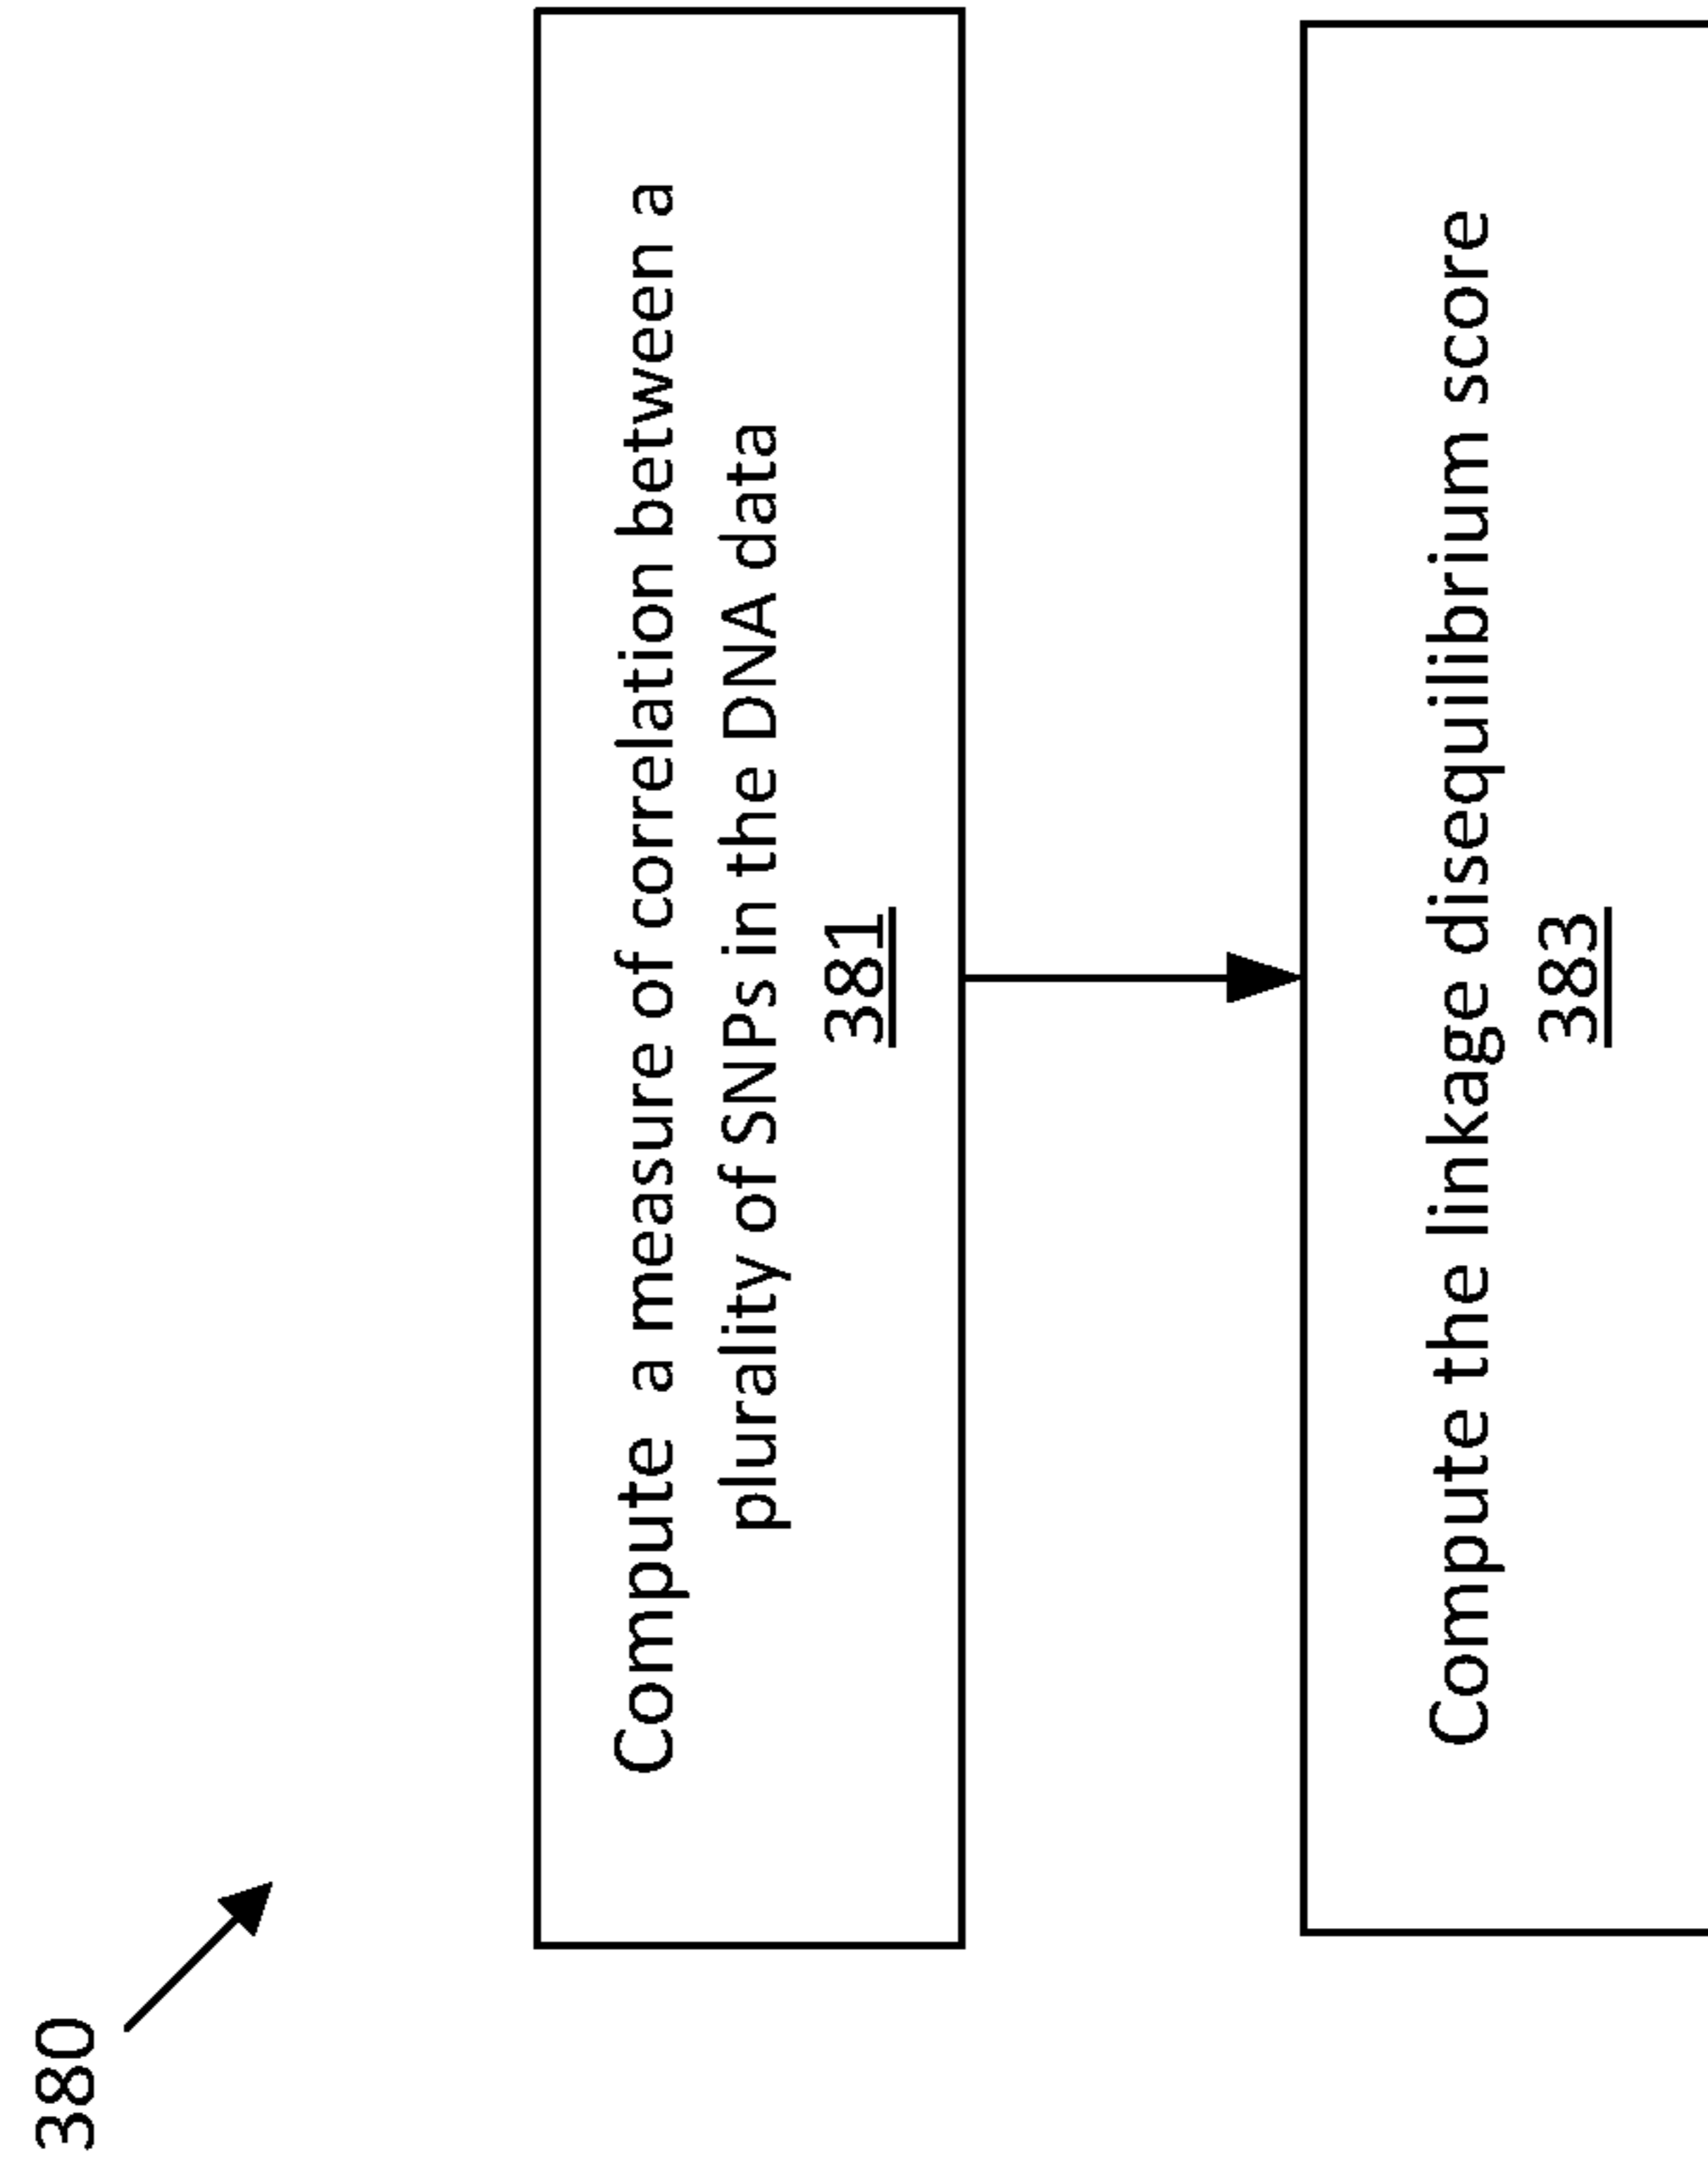 380
Compute a measure of correlation between a
plurality of SNPs in the DNA data
381
Compute the linkage disequilibrium score
383